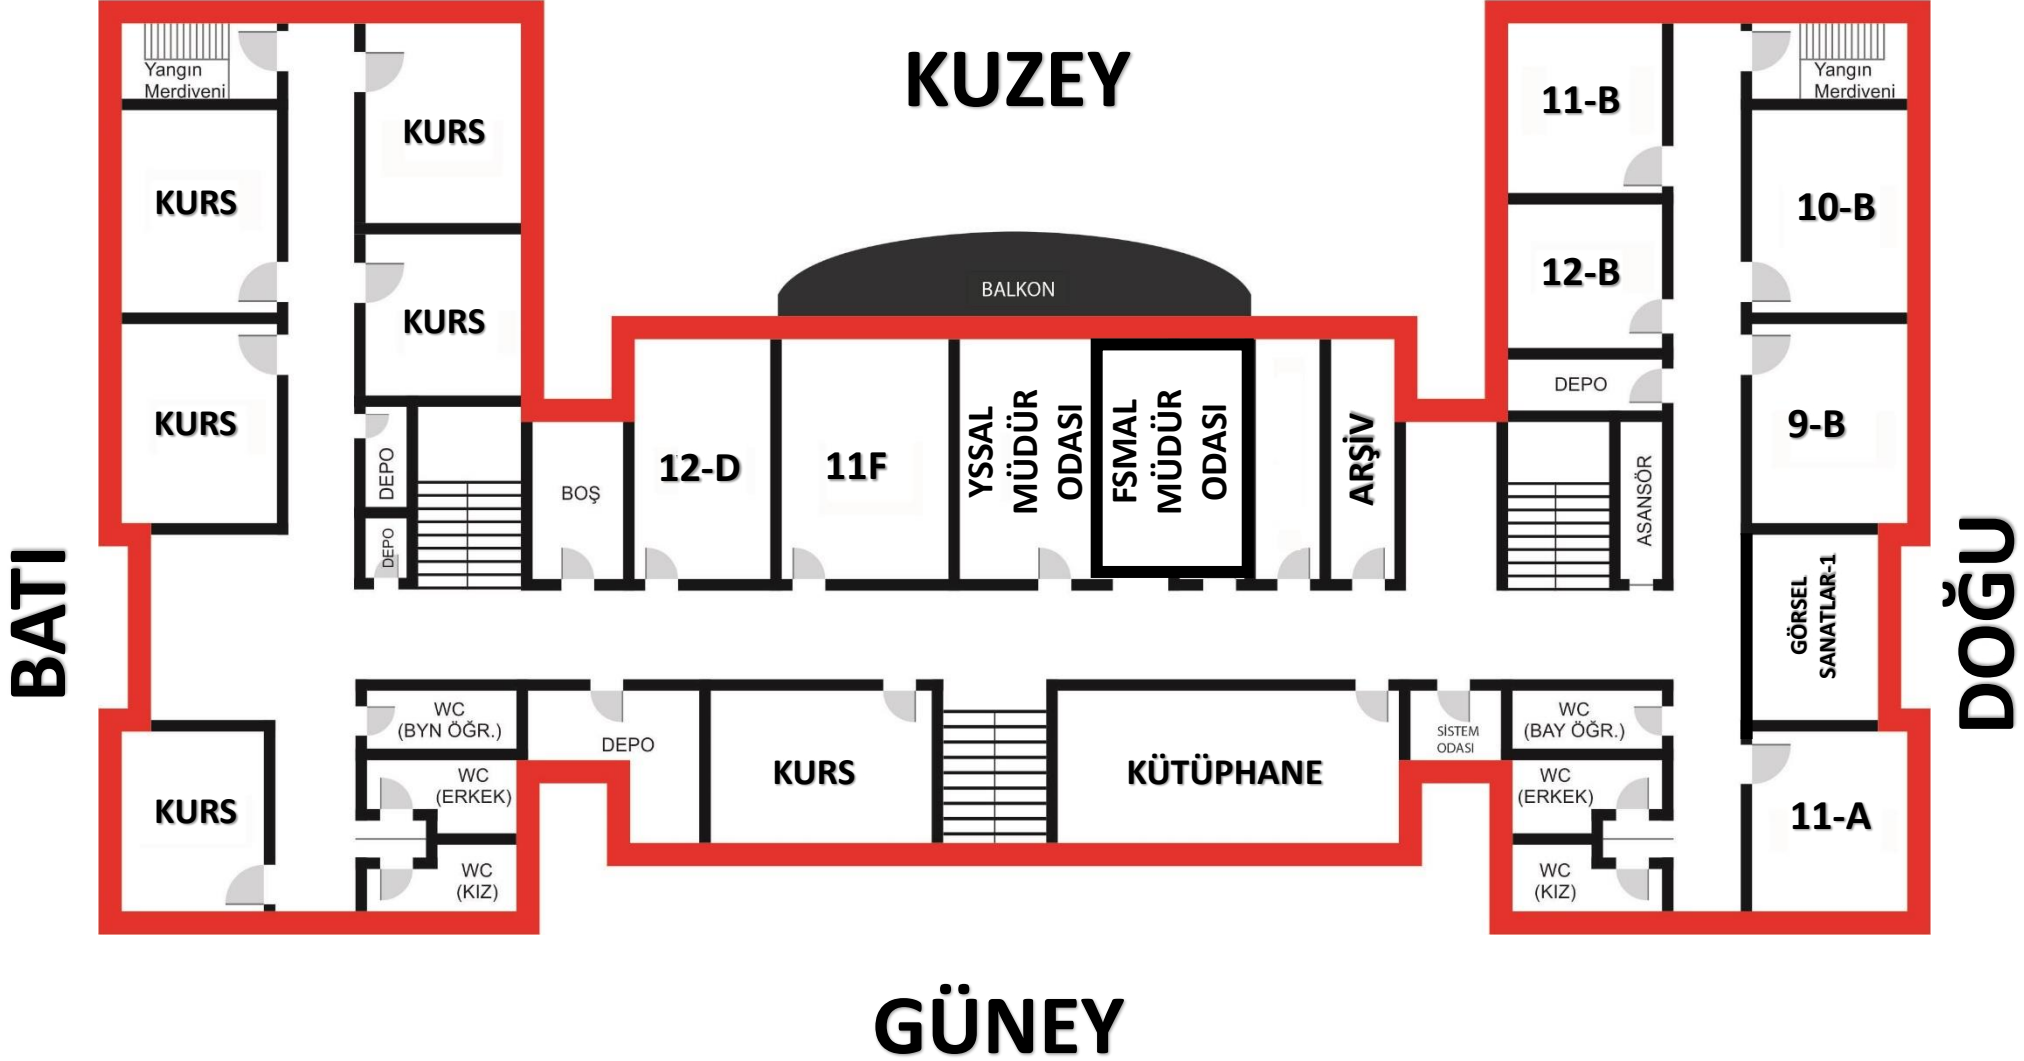 KUZEY
Yangın
Merdiveni
KURS
KURS
KURS
KURS
DEPO
DEPO
BOŞ
12-D
11F
BALKON
YSSAL
MÜDÜR
ODASI
FSMAL
MÜDÜR
ODASI
ARŞİV
11-B
12-B
DEPO
ASANSÖR
Yangın
Merdiveni
10-B
9-B
GÖRSEL
SANATLAR-1
BATI
DOĞU
KURS
WC
(BYN ÖĞR.)
WC
(ERKEK)
WC
(KIZ)
DEPO
KURS
KÜTÜPHANE
SİSTEM
ODASI
WC
(BAY ÖĞR.)
WC
(ERKEK)
WC
(KIZ)
11-A
GÜNEY